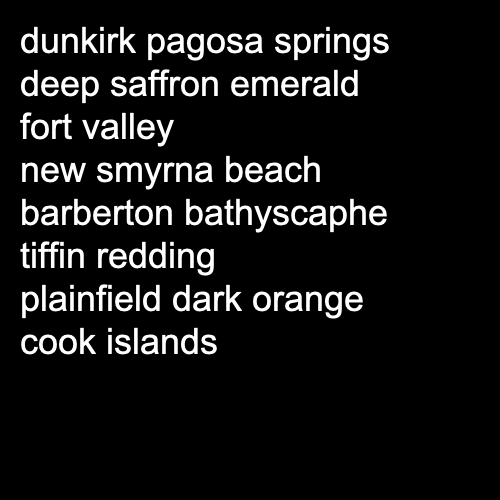 dunkirk pagosa springs
deep saffron emerald
fort valley
new smyrna beach
barberton bathyscaphe
tiffin redding
plainfield dark orange
cook islands